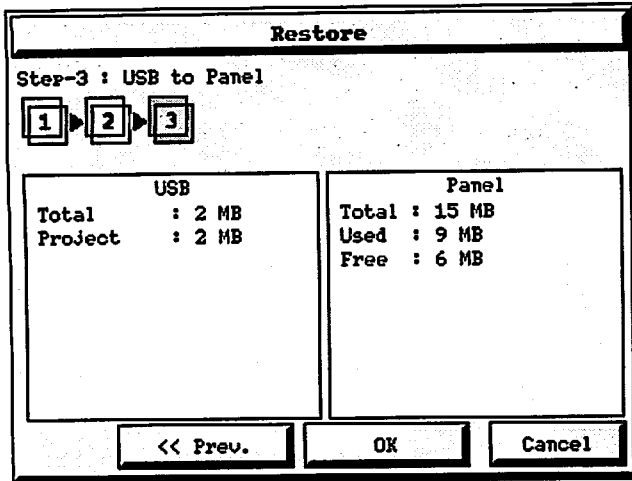 Restore
Step-3 : USB to Panel
1 2 3
USB
Total : 2 MB
Project : 2 MB
Panel
Total : 15 MB
Used : 9 MB
Free : 6 MB
<< Prev. OK Cancel